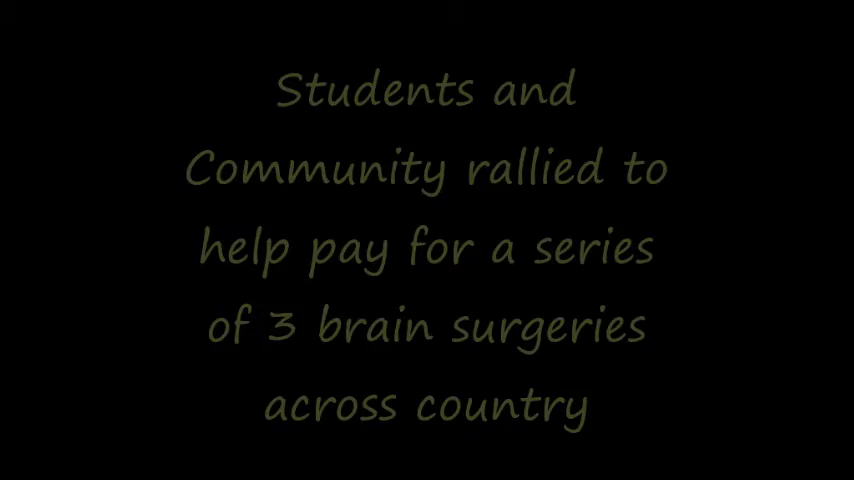 Students and
Community rallied to
help pay for a series
of 3 brain surgeries
across country